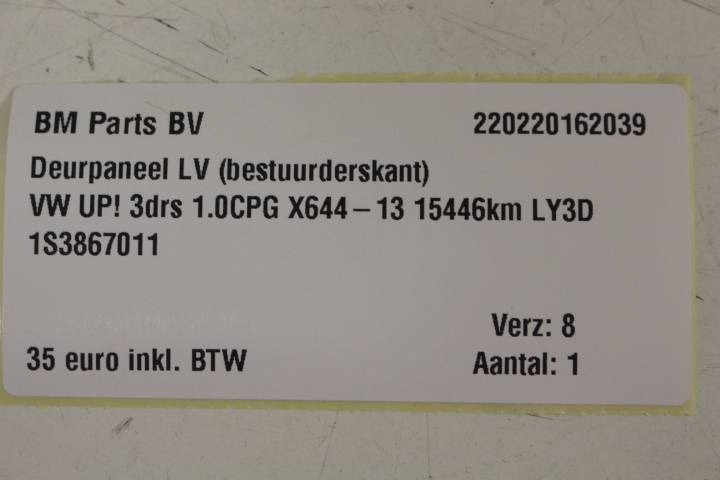 BM Parts BV 220220162039
Deurpaneel LV (bestuurderskant)
VW UP! 3drs 1.0CPG X644-13 15446km LY3D
1S3867011
Verz: 8
35 euro inkl. BTW Aantal: 1